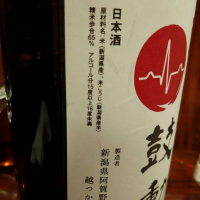 日本酒
原材料名:米(新潟県産)、米こうじ(新潟県産米)
精米歩合65% アルコール分15度以上16度未満
製造者
新潟県阿賀野
越つか
鼓動